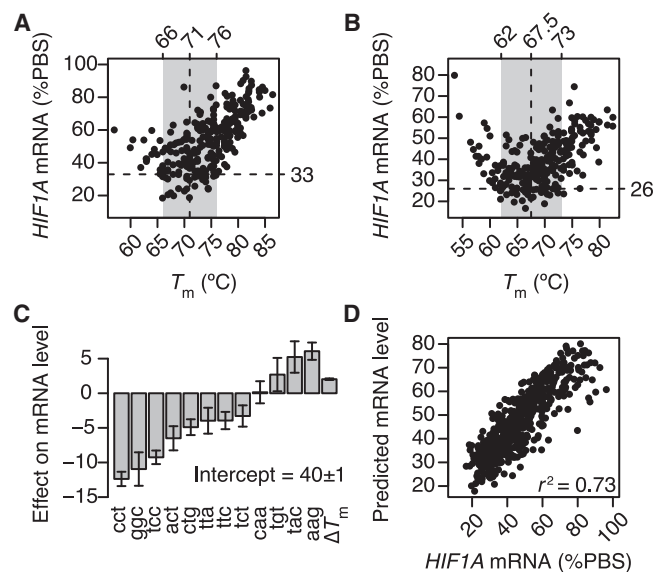 A
66
71
76
HIF1A mRNA (%PBS)
100
80
60
40
20
33
60
65
70
75
80
85
Tm (ºC)
B
62
67.5
73
HIF1A mRNA (%PBS)
80
70
60
50
40
30
20
26
55
60
65
70
75
80
Tm (ºC)
C
Effect on mRNA level
5
0
−5
−10
−15
Intercept = 40±1
cct
ggc
tcc
act
ctg
tta
ttc
tct
caa
tgt
tac
aag
ΔTm
D
Predicted mRNA level
80
70
60
50
40
30
20
r² = 0.73
20
40
60
80
100
HIF1A mRNA (%PBS)